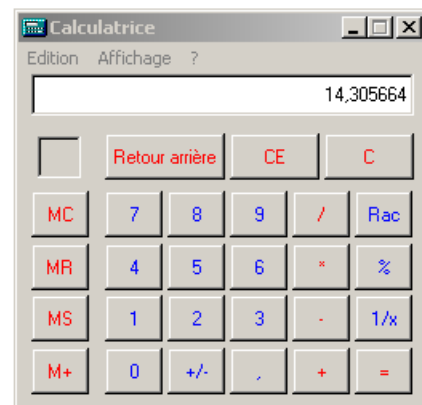 Calculatrice
Edition Affichage ?
14,305664
Retour arrière CE C
MC 7 8 9 / Rac
MR 4 5 6 * %
MS 1 2 3 - 1/x
M+ 0 +/- , + =